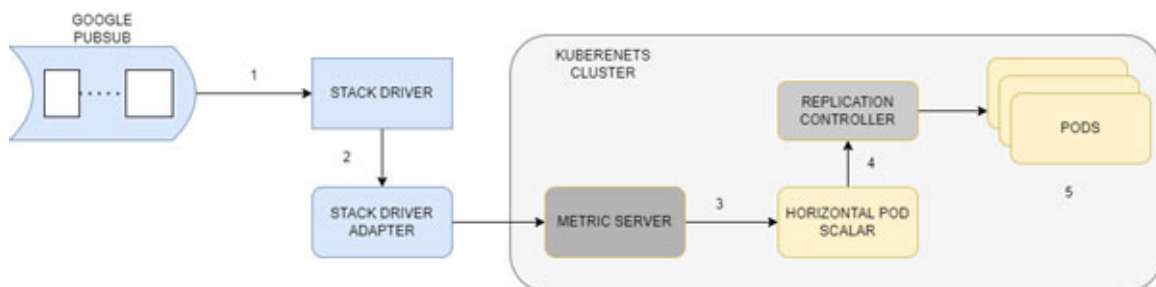 GOOGLE
PUBSUB
1
STACK DRIVER
2
STACK DRIVER
ADAPTER
KUBERENETS
CLUSTER
METRIC SERVER
3
HORIZONTAL POD
SCALAR
4
REPLICATION
CONTROLLER
PODS
5